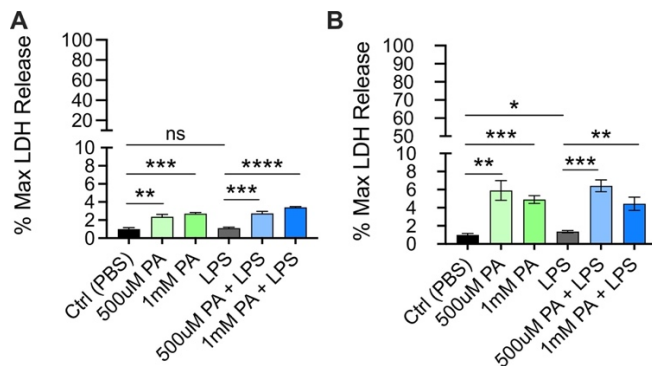 A
% Max LDH Release
100
80
60
40
20
10
8
6
4
2
0
ns
***
****
**
***
Ctrl (PBS)
500uM PA
1mM PA
LPS
500uM PA + LPS
1mM PA + LPS
B
% Max LDH Release
100
90
80
70
60
50
10
8
6
4
2
0
*
***
**
**
***
Ctrl (PBS)
500uM PA
1mM PA
LPS
500uM PA + LPS
1mM PA + LPS